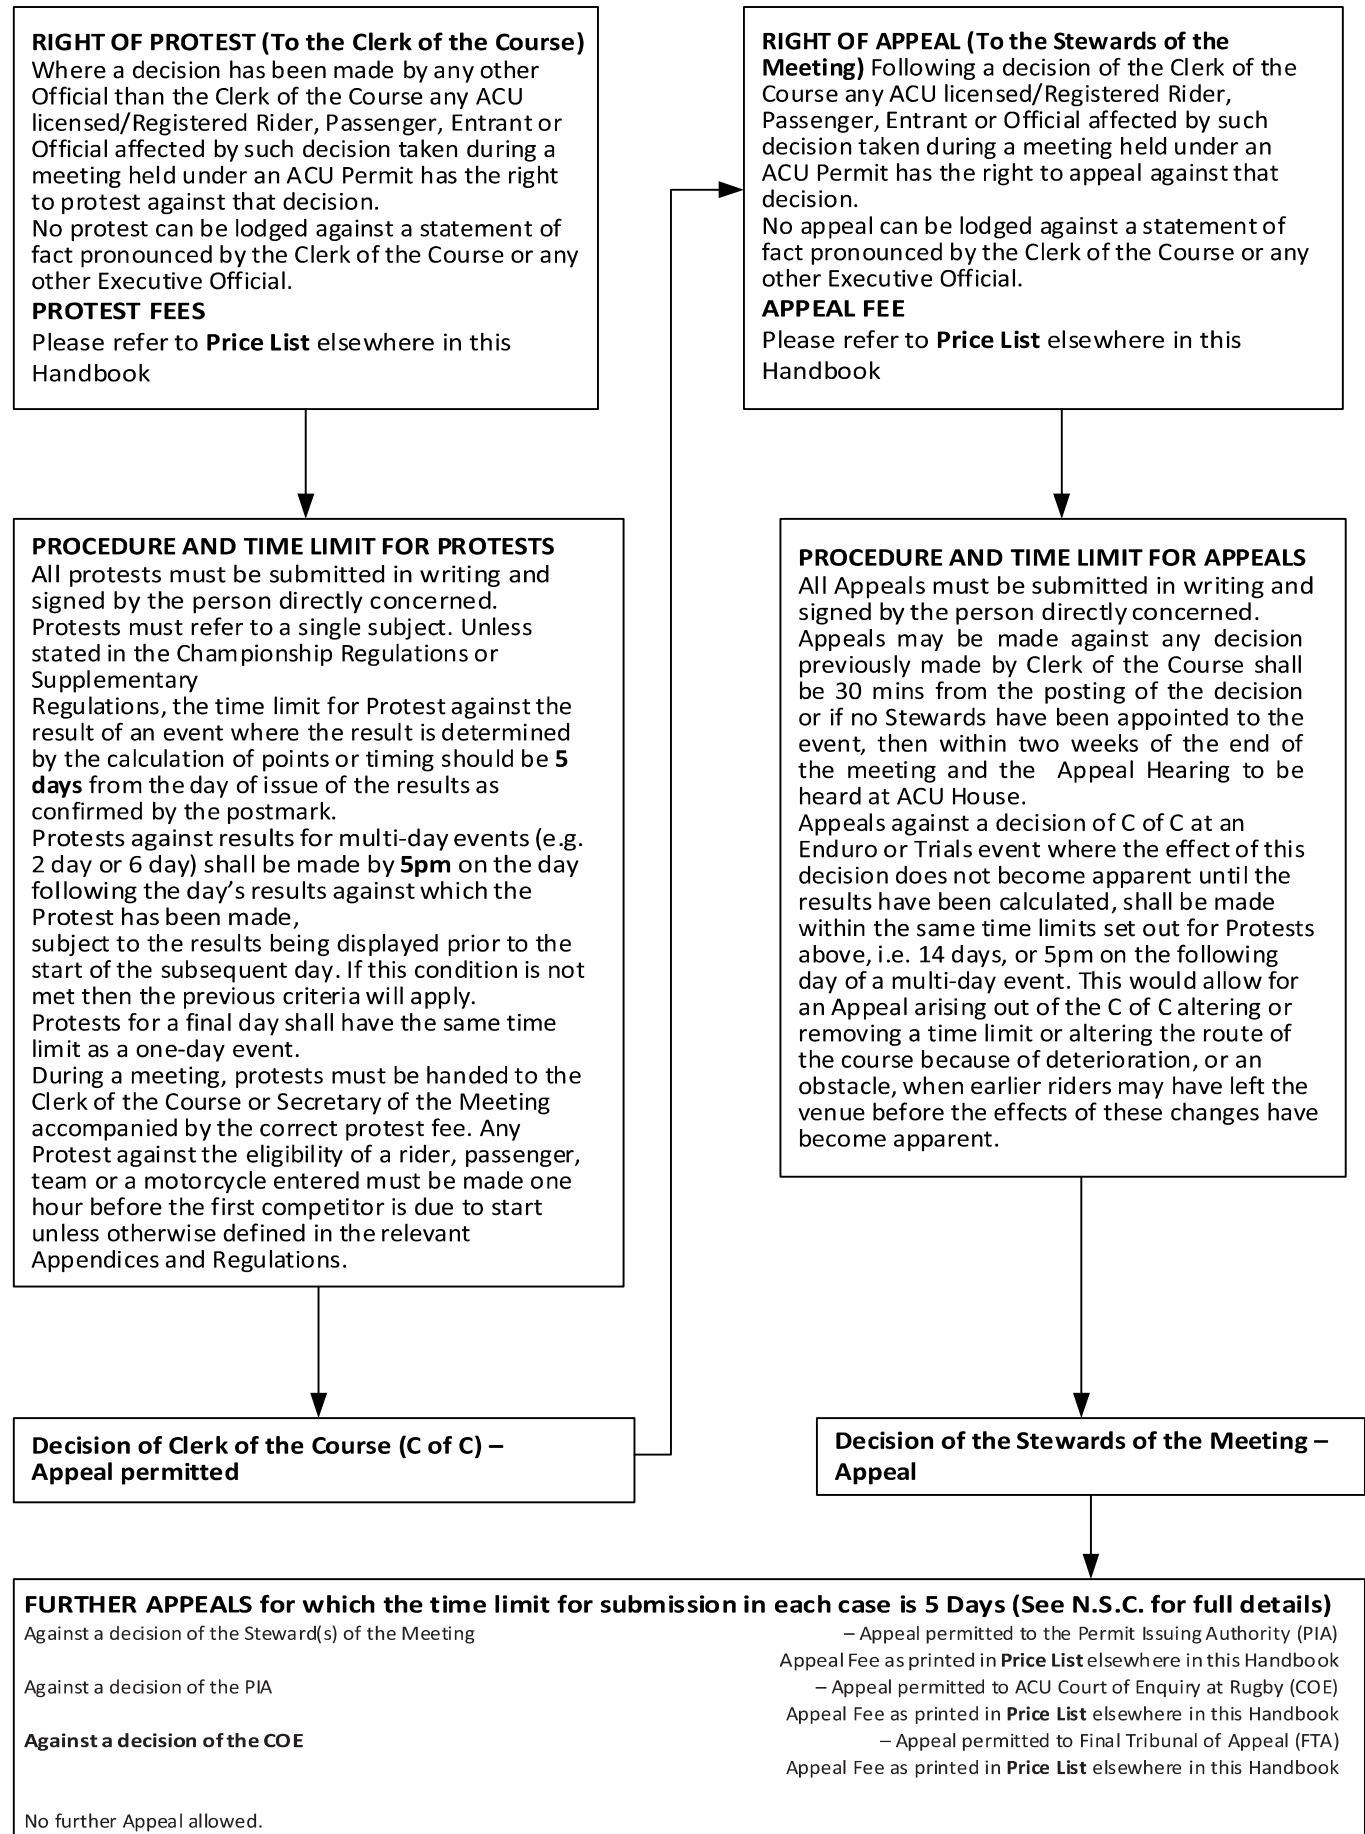 RIGHT OF PROTEST (To the Clerk of the Course)
Where a decision has been made by any other
Official than the Clerk of the Course any ACU
licensed/Registered Rider, Passenger, Entrant or
Official affected by such decision taken during a
meeting held under an ACU Permit has the right
to protest against that decision.
No protest can be lodged against a statement of
fact pronounced by the Clerk of the Course or any
other Executive Official.
PROTEST FEES
Please refer to Price List elsewhere in this
Handbook
PROCEDURE AND TIME LIMIT FOR PROTESTS
All protests must be submitted in writing and
signed by the person directly concerned.
Protests must refer to a single subject. Unless
stated in the Championship Regulations or
Supplementary
Regulations, the time limit for Protest against the
result of an event where the result is determined
by the calculation of points or timing should be 5
days from the day of issue of the results as
confirmed by the postmark.
Protests against results for multi-day events (e.g.
2 day or 6 day) shall be made by 5pm on the day
following the day's results against which the
Protest has been made,
subject to the results being displayed prior to the
start of the subsequent day. If this condition is not
met then the previous criteria will apply.
Protests for a final day shall have the same time
limit as a one-day event.
During a meeting, protests must be handed to the
Clerk of the Course or Secretary of the Meeting
accompanied by the correct protest fee. Any
Protest against the eligibility of a rider, passenger,
team or a motorcycle entered must be made one
hour before the first competitor is due to start
unless otherwise defined in the relevant
Appendices and Regulations.
Decision of Clerk of the Course (C of C) –
Appeal permitted
RIGHT OF APPEAL (To the Stewards of the
Meeting) Following a decision of the Clerk of the
Course any ACU licensed/Registered Rider,
Passenger, Entrant or Official affected by such
decision taken during a meeting held under an
ACU Permit has the right to appeal against that
decision.
No appeal can be lodged against a statement of
fact pronounced by the Clerk of the Course or any
other Executive Official.
APPEAL FEE
Please refer to Price List elsewhere in this
Handbook
PROCEDURE AND TIME LIMIT FOR APPEALS
All Appeals must be submitted in writing and
signed by the person directly concerned.
Appeals may be made against any decision
previously made by Clerk of the Course shall
be 30 mins from the posting of the decision
or if no Stewards have been appointed to the
event, then within two weeks of the end of
the meeting and the Appeal Hearing to be
heard at ACU House.
Appeals against a decision of C of C at an
Enduro or Trials event where the effect of this
decision does not become apparent until the
results have been calculated, shall be made
within the same time limits set out for Protests
above, i.e. 14 days, or 5pm on the following
day of a multi-day event. This would allow for
an Appeal arising out of the C of C altering or
removing a time limit or altering the route of
the course because of deterioration, or an
obstacle, when earlier riders may have left the
venue before the effects of these changes have
become apparent.
Decision of the Stewards of the Meeting –
Appeal
FURTHER APPEALS for which the time limit for submission in each case is 5 Days (See N.S.C. for full details)
Against a decision of the Steward(s) of the Meeting – Appeal permitted to the Permit Issuing Authority (PIA)
Appeal Fee as printed in Price List elsewhere in this Handbook
Against a decision of the PIA – Appeal permitted to ACU Court of Enquiry at Rugby (COE)
Appeal Fee as printed in Price List elsewhere in this Handbook
Against a decision of the COE – Appeal permitted to Final Tribunal of Appeal (FTA)
Appeal Fee as printed in Price List elsewhere in this Handbook
No further Appeal allowed.